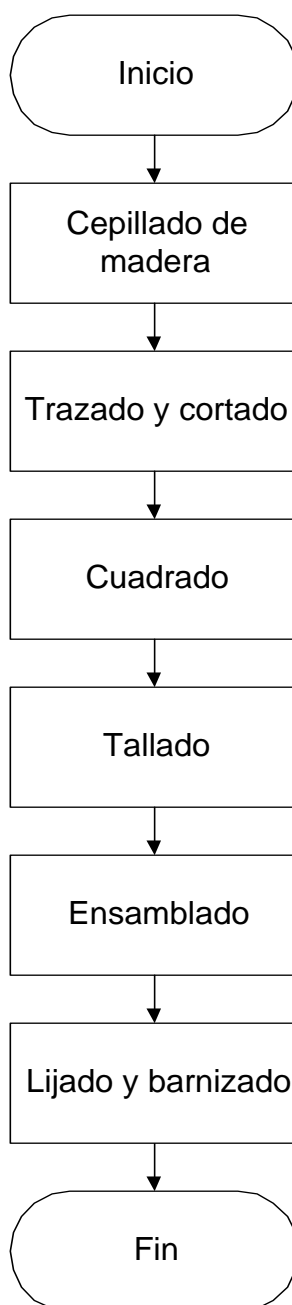 Inicio
Cepillado de
madera
Trazado y cortado
Cuadrado
Tallado
Ensamblado
Lijado y barnizado
Fin